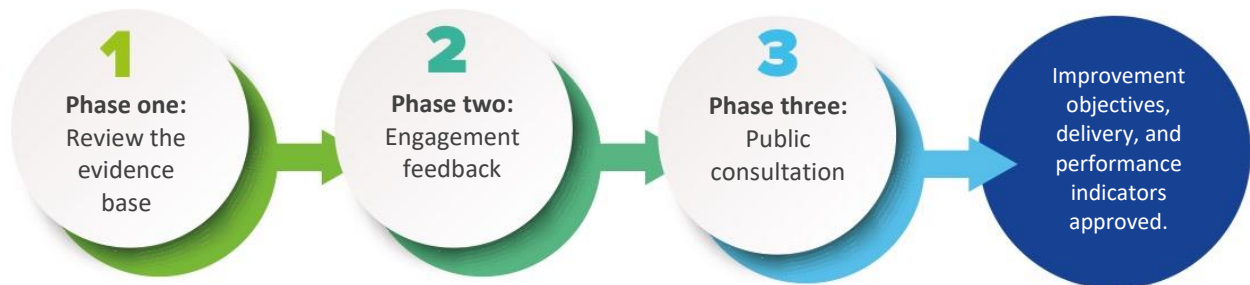 1
Phase one:
Review the
evidence
base
2
Phase two:
Engagement
feedback
3
Phase three:
Public
consultation
Improvement
objectives,
delivery, and
performance
indicators
approved.